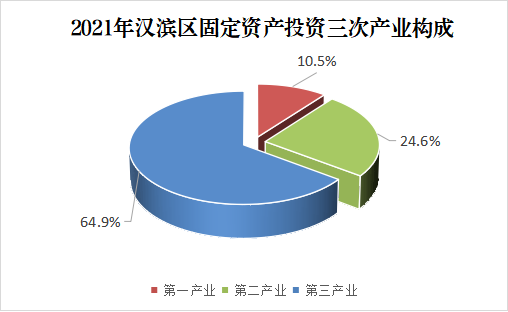 2021年汉滨区固定资产投资三次产业构成
10.5%
24.6%
64.9%
第一产业 第二产业 第三产业